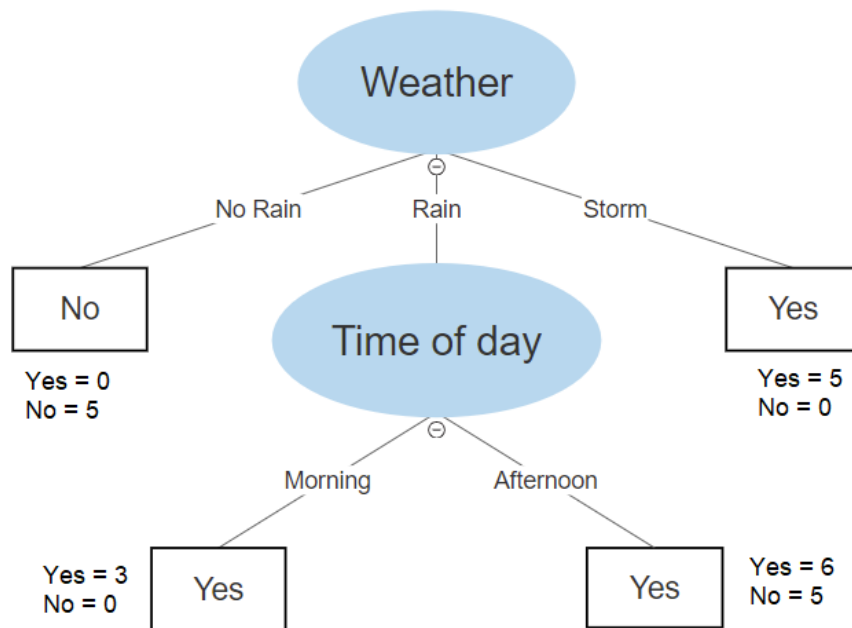 Weather
No Rain
Rain
Storm
No
Time of day
Yes
Yes = 0
No = 5
Yes = 5
No = 0
Morning
Afternoon
Yes = 3
No = 0
Yes
Yes
Yes = 6
No = 5